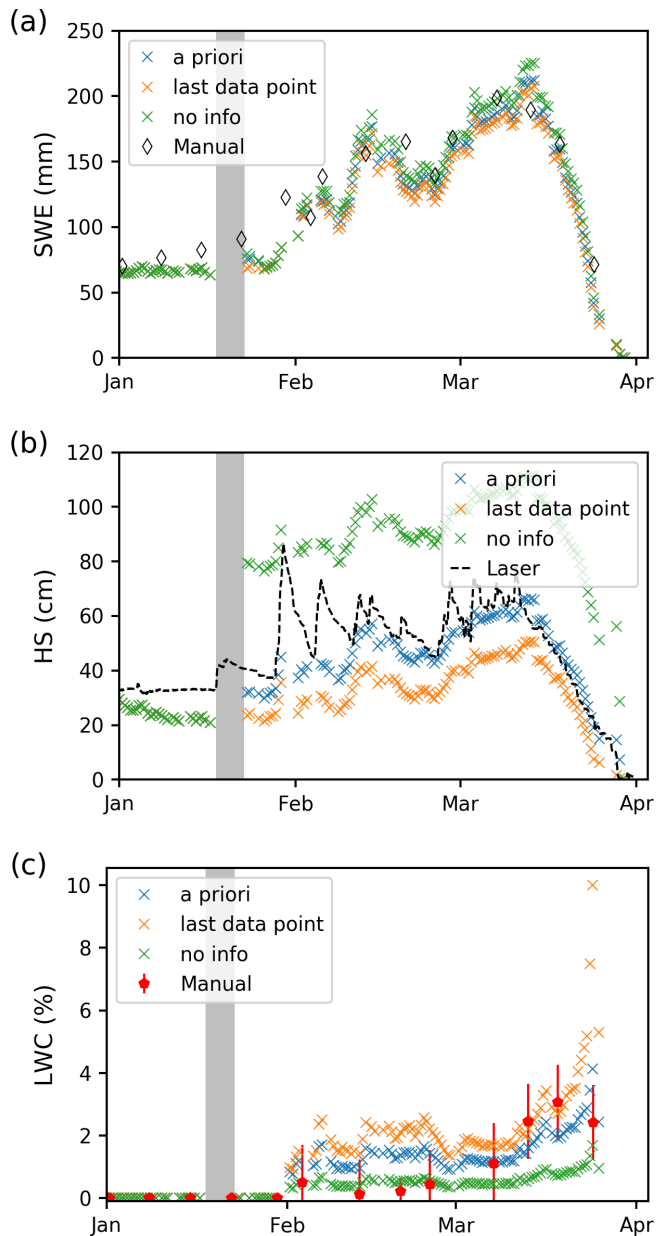 (a)
250
200
150
100
50
0
SWE (mm)
a priori
last data point
no info
Manual
Jan Feb Mar Apr
(b)
120
100
80
60
40
20
0
HS (cm)
a priori
last data point
no info
Laser
Jan Feb Mar Apr
(c)
10
8
6
4
2
0
LWC (%)
a priori
last data point
no info
Manual
Jan Feb Mar Apr